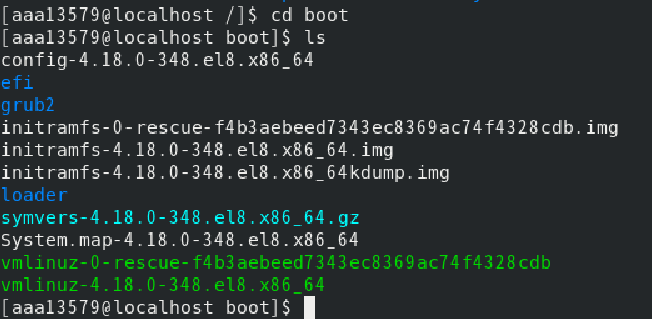 [aaa13579@localhost /]$ cd boot
[aaa13579@localhost boot]$ ls
config-4.18.0-348.el8.x86_64
efi
grub2
initramfs-0-rescue-f4b3aebeed7343ec8369ac74f4328cdb.img
initramfs-4.18.0-348.el8.x86_64.img
initramfs-4.18.0-348.el8.x86_64kdump.img
loader
symvers-4.18.0-348.el8.x86_64.gz
System.map-4.18.0-348.el8.x86_64
vmlinuz-0-rescue-f4b3aebeed7343ec8369ac74f4328cdb
vmlinuz-4.18.0-348.el8.x86_64
[aaa13579@localhost boot]$